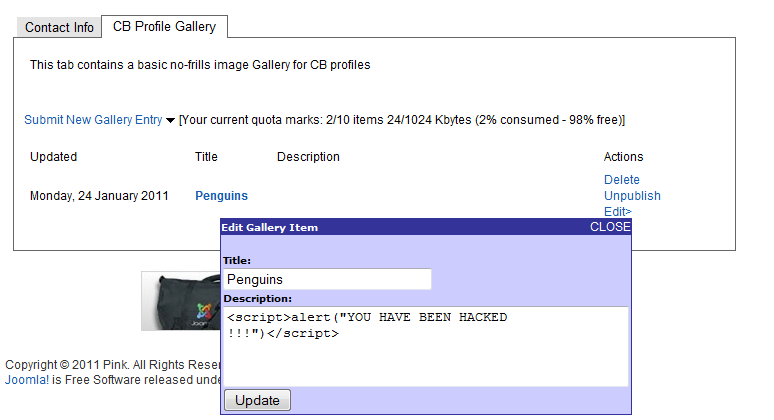 Contact Info CB Profile Gallery
This tab contains a basic no-frills image Gallery for CB profiles
Submit New Gallery Entry [Your current quota marks: 2/10 items 24/1024 Kbytes (2% consumed - 98% free)]
Updated Title Description Actions
Delete
Monday, 24 January 2011 Penguins Unpublish
Edit>
Edit Gallery Item CLOSE
Title:
Penguins
Description:
<script>alert("YOU HAVE BEEN HACKED
!!!")</script>
Update
Joom
Copyright © 2011 Pink. All Rights Reser
Joomla! is Free Software released unde